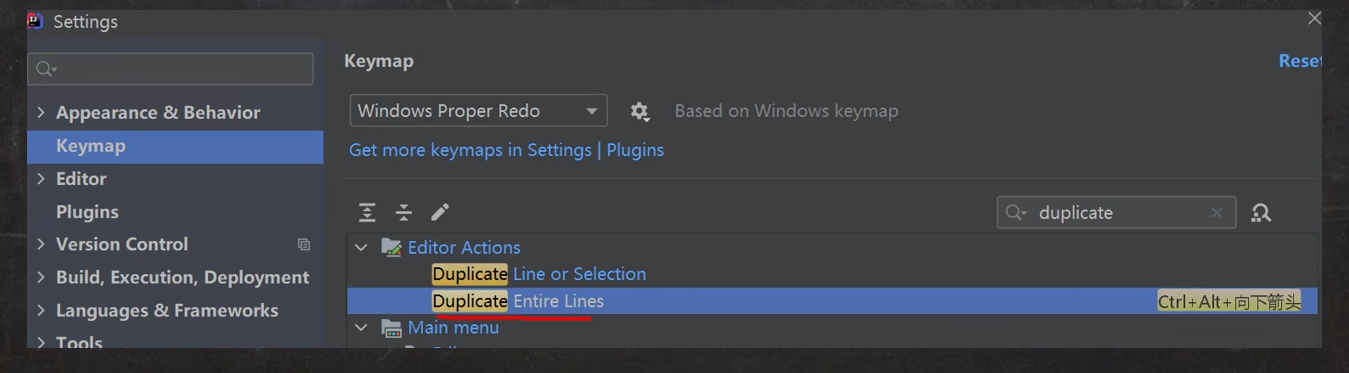 Settings
Keymap
Reset
Appearance & Behavior
Windows Proper Redo
Based on Windows keymap
Keymap
Get more keymaps in Settings | Plugins
Editor
Plugins
duplicate
Version Control
Editor Actions
Build, Execution, Deployment
Duplicate Line or Selection
Duplicate Entire Lines
Ctrl+Alt+向下箭头
Languages & Frameworks
Main menu
Tools